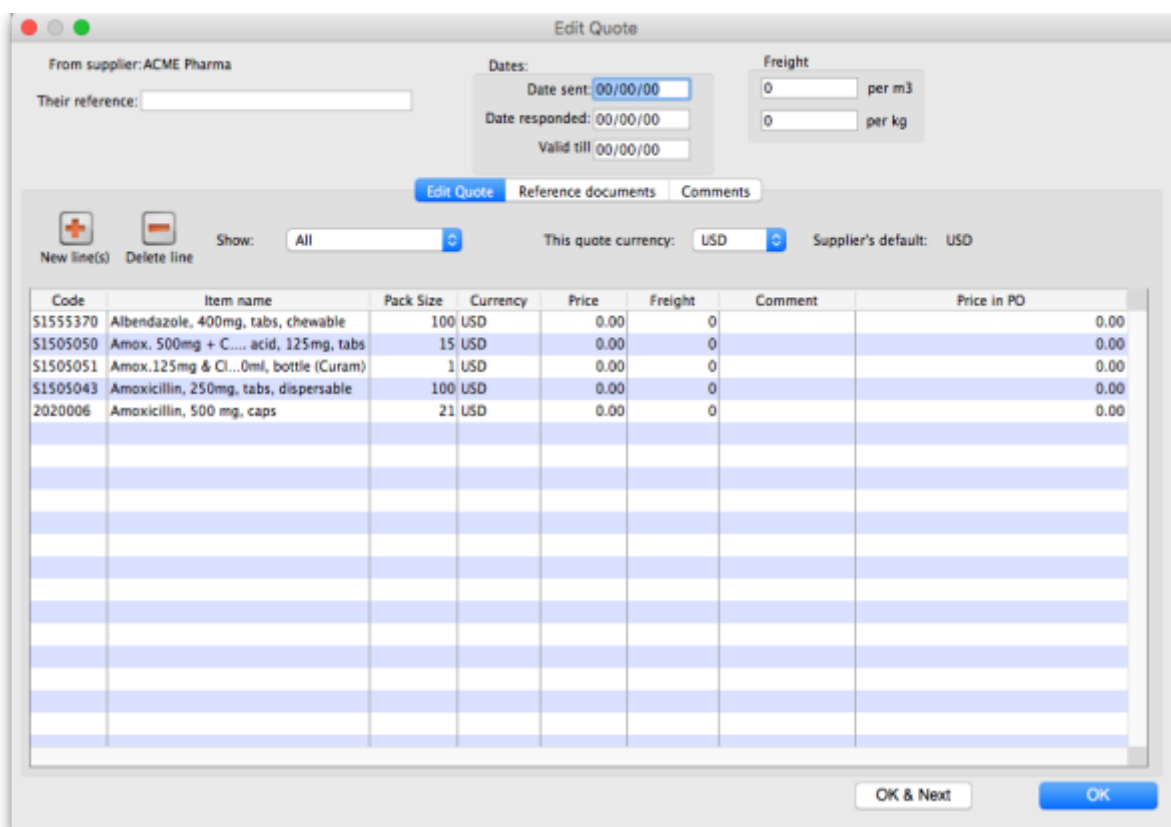 Edit Quote
From supplier: ACME Pharma
Their reference:
Dates:
Date sent: 00/00/00
Date responded: 00/00/00
Valid till 00/00/00
Freight
0 per m3
0 per kg
Edit Quote Reference documents Comments
New line(s) Delete line Show: All This quote currency: USD Supplier's default: USD
Code Item name Pack Size Currency Price Freight Comment Price in PO
S1555370 Albendazole, 400mg, tabs, chewable 100 USD 0.00 0 0.00
S1505050 Amox. 500mg + C.... acid, 125mg, tabs 15 USD 0.00 0 0.00
S1505051 Amox.125mg & Cl...0ml, bottle (Curam) 1 USD 0.00 0 0.00
S1505043 Amoxicillin, 250mg, tabs, dispersable 100 USD 0.00 0 0.00
2020006 Amoxicillin, 500 mg, caps 21 USD 0.00 0 0.00
OK & Next OK